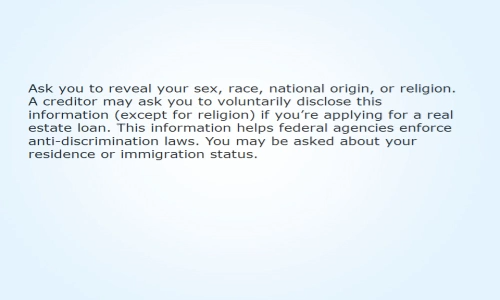 Ask you to reveal your sex, race, national origin, or religion.
A creditor may ask you to voluntarily disclose this
information (except for religion) if you're applying for a real
estate loan. This information helps federal agencies enforce
anti-discrimination laws. You may be asked about your
residence or immigration status.